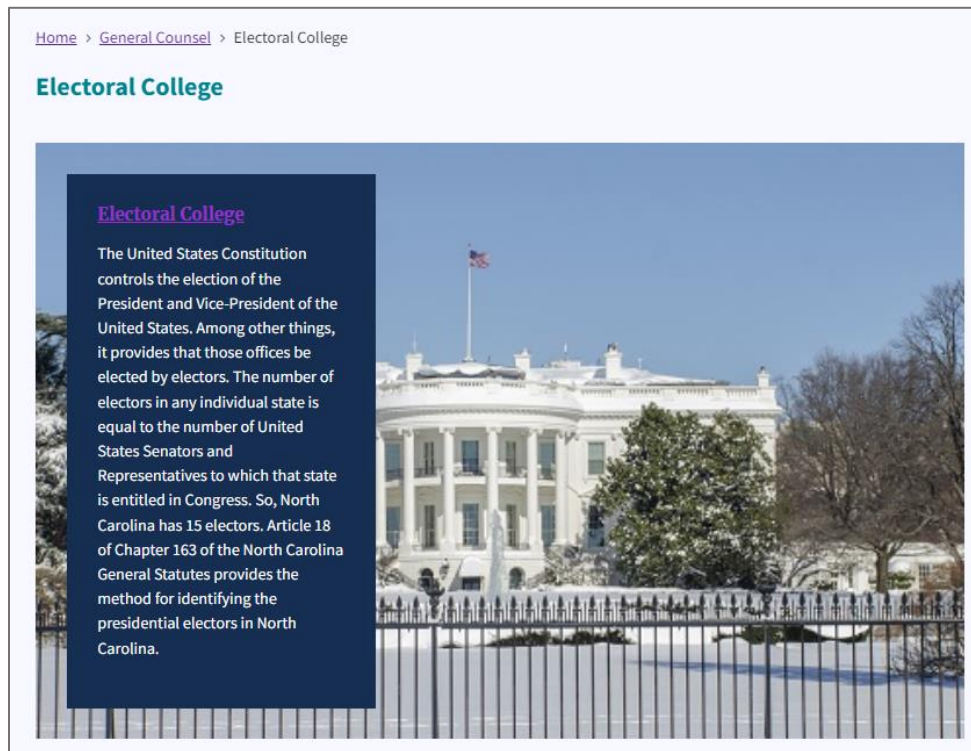 Home > General Counsel > Electoral College
Electoral College
Electoral College
The United States Constitution
controls the election of the
President and Vice-President of the
United States. Among other things,
it provides that those offices be
elected by electors. The number of
electors in any individual state is
equal to the number of United
States Senators and
Representatives to which that state
is entitled in Congress. So, North
Carolina has 15 electors. Article 18
of Chapter 163 of the North Carolina
General Statutes provides the
method for identifying the
presidential electors in North
Carolina.